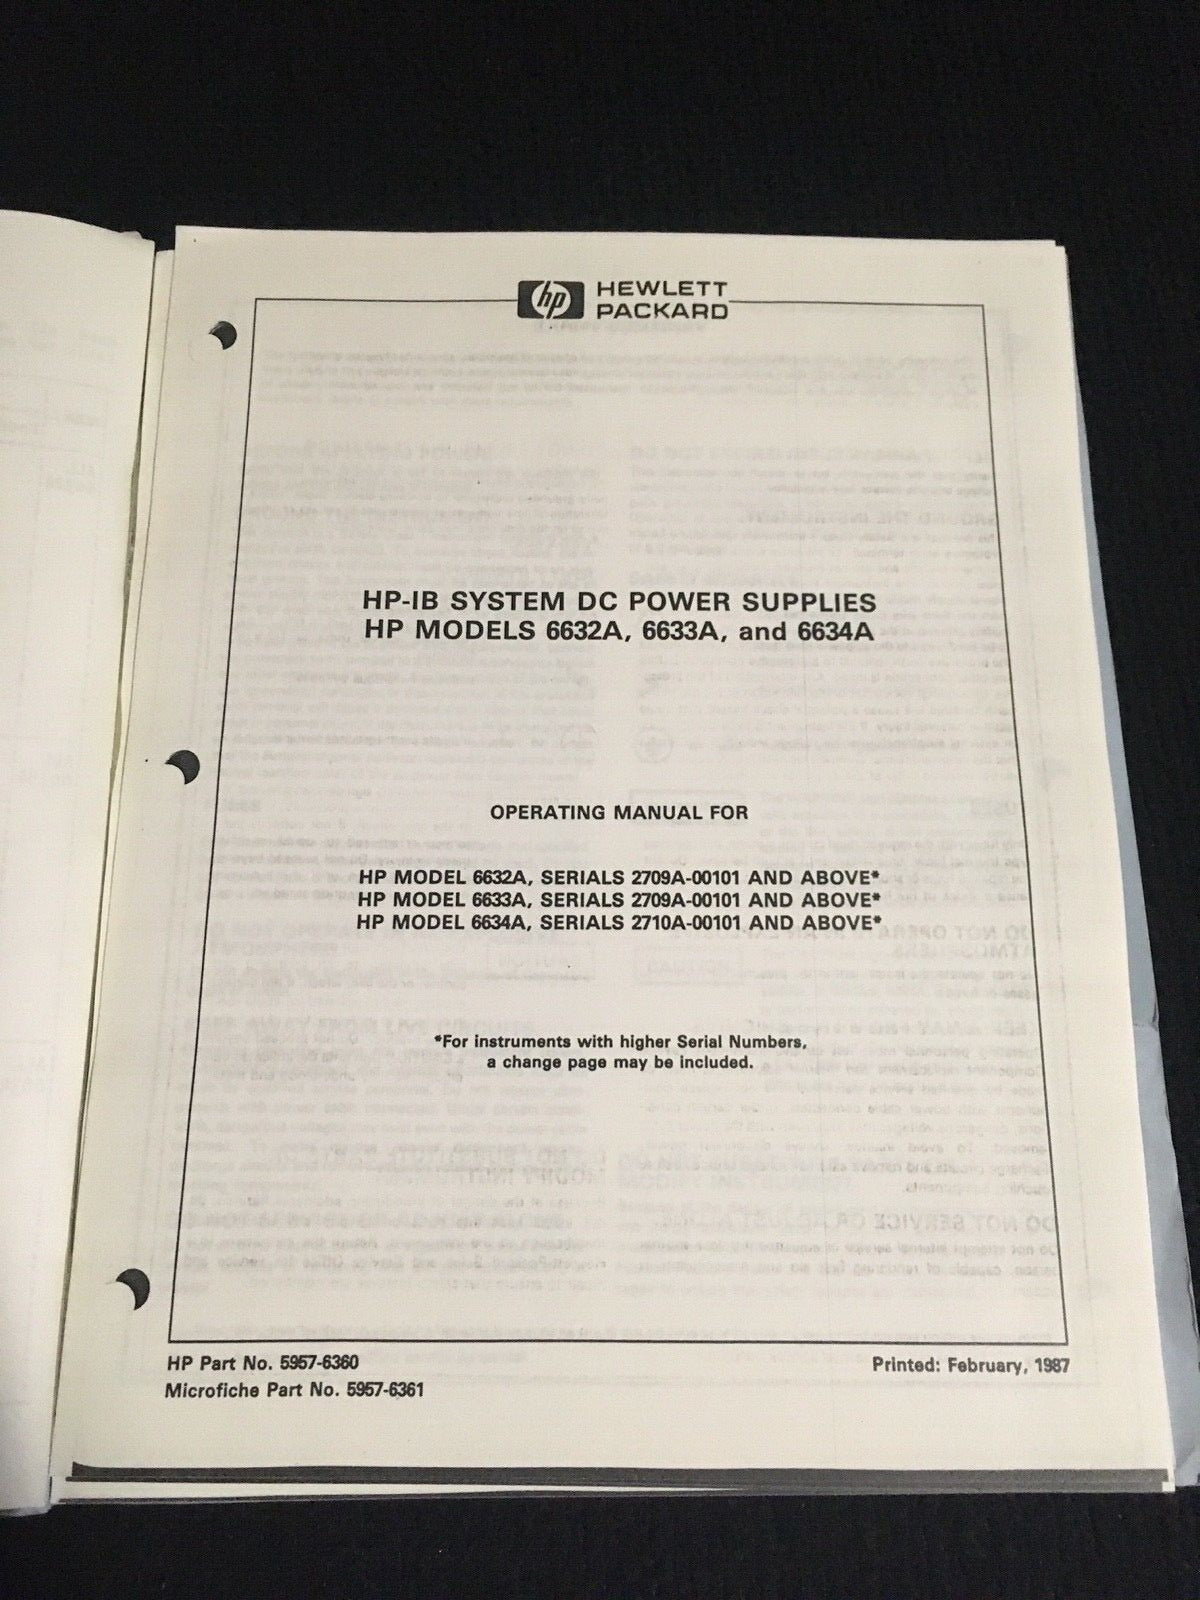 hp HEWLETT
PACKARD
HP-IB SYSTEM DC POWER SUPPLIES
HP MODELS 6632A, 6633A, and 6634A
OPERATING MANUAL FOR
HP MODEL 6632A, SERIALS 2709A-00101 AND ABOVE*
HP MODEL 6633A, SERIALS 2709A-00101 AND ABOVE*
HP MODEL 6634A, SERIALS 2710A-00101 AND ABOVE*
*For instruments with higher Serial Numbers,
a change page may be included.
HP Part No. 5957-6360
Microfiche Part No. 5957-6361
Printed: February, 1987